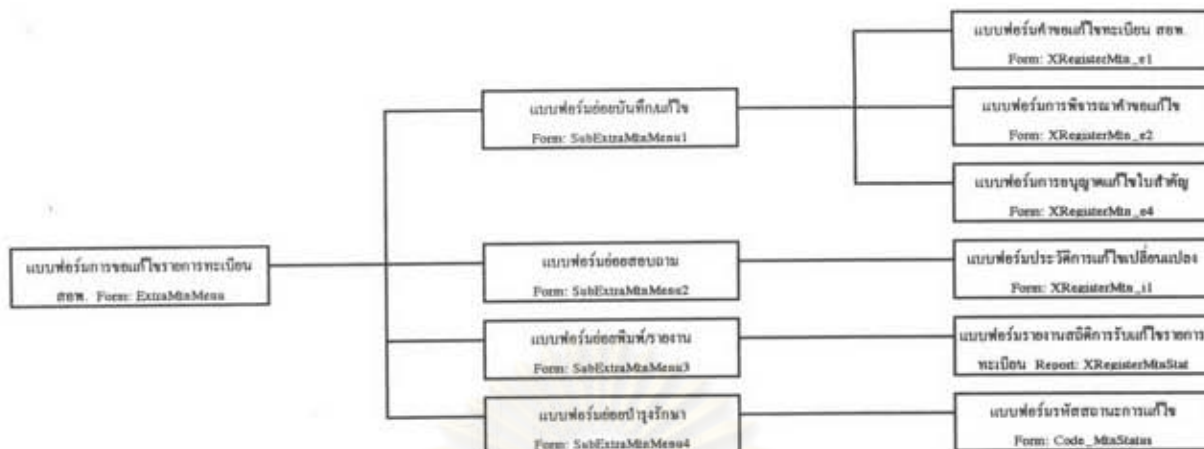 แบบฟอร์มคำขอแก้ไขทะเบียน สอพ.
Form: XRegisterMtn_e1
แบบฟอร์มย่อยบันทึก/แก้ไข
Form: SubExtraMtnMenu1
แบบฟอร์มการพิจารณาคำขอแก้ไข
Form: XRegisterMtn_e2
แบบฟอร์มการอนุญาตแก้ไขใบสำคัญ
Form: XRegisterMtn_e4
แบบฟอร์มการขอแก้ไขรายการทะเบียน
สอพ. Form: ExtraMtnMenu
แบบฟอร์มย่อยสอบถาม
Form: SubExtraMtnMenu2
แบบฟอร์มประวัติการแก้ไขเปลี่ยนแปลง
Form: XRegisterMtn_i1
แบบฟอร์มย่อยพิมพ์/รายงาน
Form: SubExtraMtnMenu3
แบบฟอร์มรายงานสถิติการรับแก้ไขรายการ
ทะเบียน Report: XRegisterMtnStat
แบบฟอร์มย่อยบำรุงรักษา
Form: SubExtraMtnMenu4
แบบฟอร์มรหัสสถานะการแก้ไข
Form: Code_MtnStatus